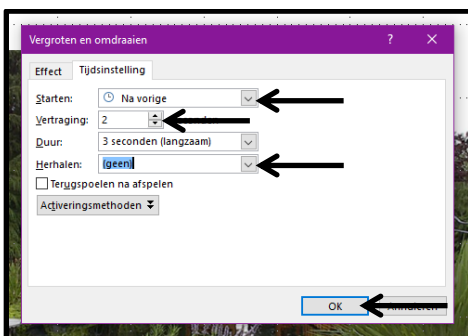 Vergroten en omdraaien ? ×
Effect Tijdsinstelling
Starten: Na vorige
Vertraging: 2
Duur: 3 seconden (langzaam)
Herhalen: (geen)
Terugspoelen na afspelen
Activeringsmethoden
OK Annuleren